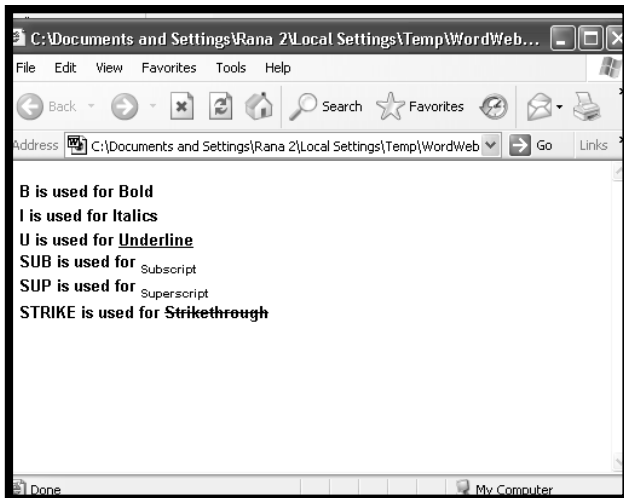 C:\Documents and Settings\Rana 2\Local Settings\Temp\WordWeb...
File Edit View Favorites Tools Help
Back Search Favorites
Address C:\Documents and Settings\Rana 2\Local Settings\Temp\WordWeb Go Links
B is used for Bold
I is used for Italics
U is used for Underline
SUB is used for Subscript
SUP is used for Superscript
STRIKE is used for Strikethrough
Done My Computer